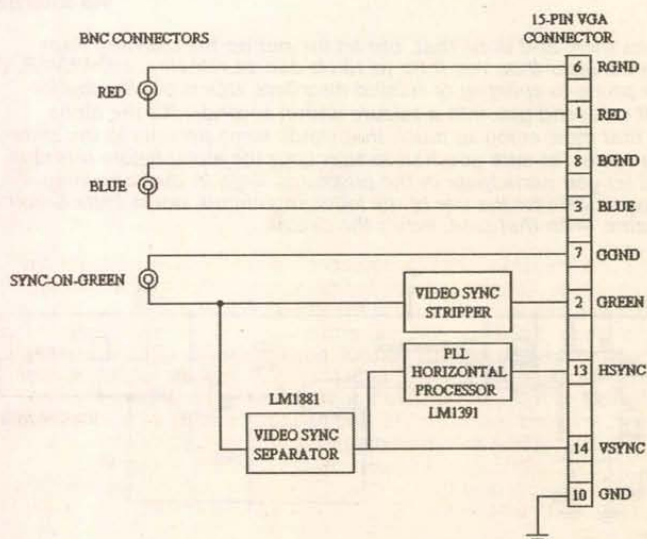 15-PIN VGA
CONNECTOR
BNC CONNECTORS
6 RGND
RED
1 RED
8 BGND
BLUE
3 BLUE
7 GGND
SYNC-ON-GREEN
2 GREEN
VIDEO SYNC
STRIPPER
PLL
HORIZONTAL
PROCESSOR
13 HSYNC
LM1881
LM1391
VIDEO SYNC
SEPARATOR
14 VSYNC
10 GND